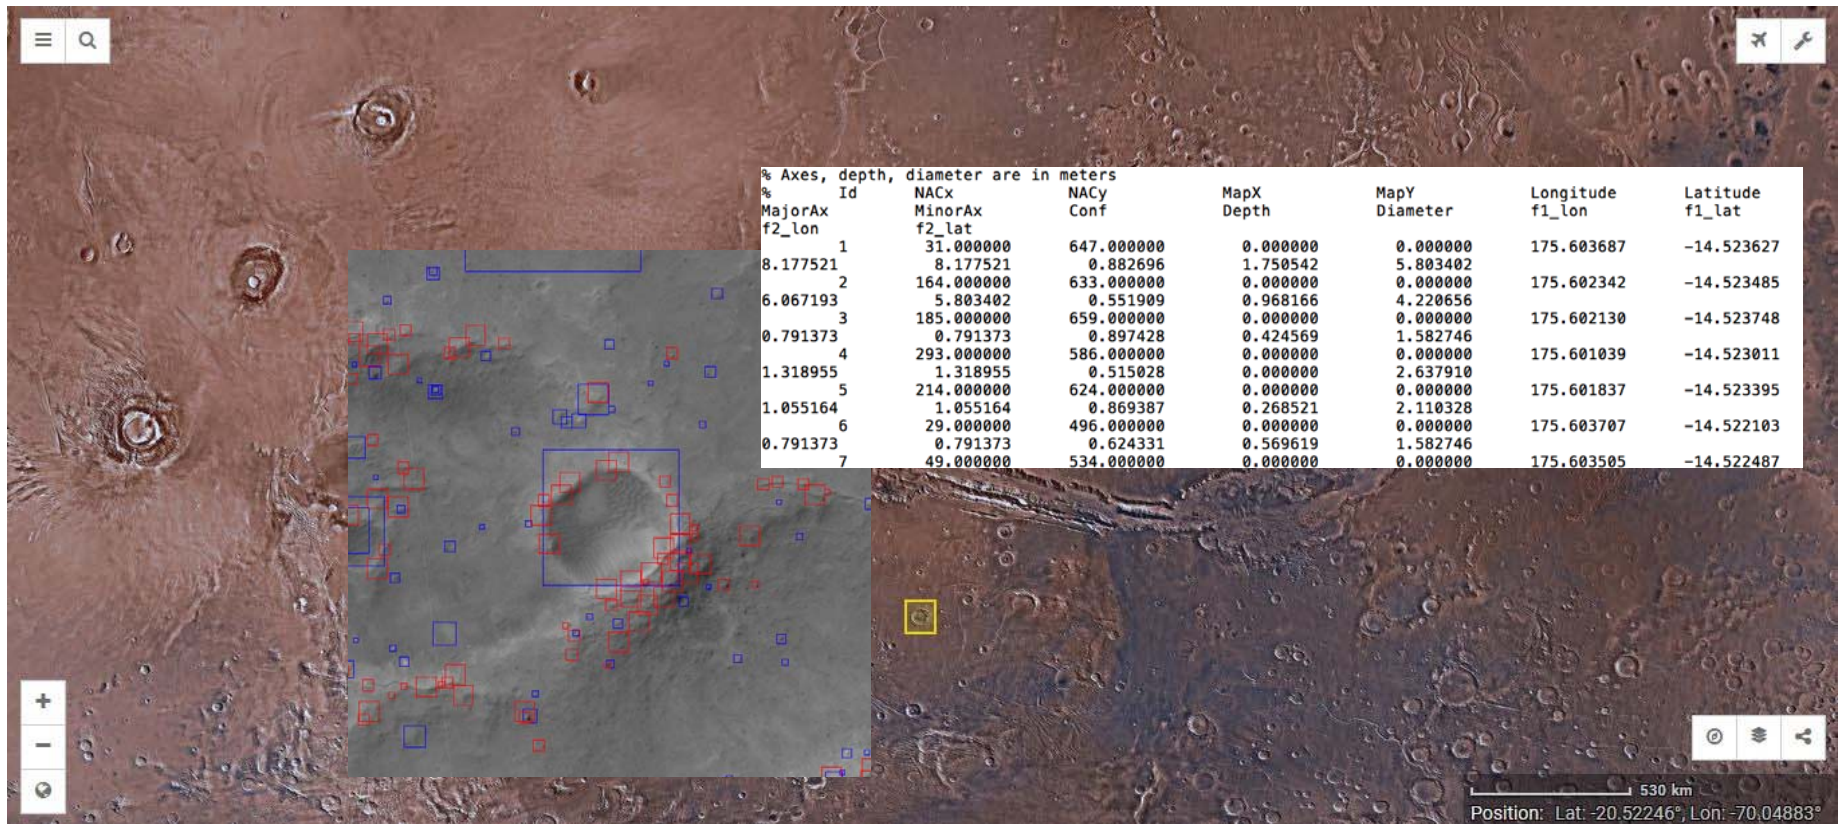 % Axes, depth, diameter are in meters
% Id NACx NACy MapX MapY Longitude Latitude
MajorAx MinorAx Conf Depth Diameter f1_lon f1_lat
f2_lon f2_lat
1 31.000000 647.000000 0.000000 0.000000 175.603687 -14.523627
8.177521 8.177521 0.882696 1.750542 5.803402
2 164.000000 633.000000 0.000000 0.000000 175.602342 -14.523485
6.067193 5.803402 0.551909 0.968166 4.220656
3 185.000000 659.000000 0.000000 0.000000 175.602130 -14.523748
0.791373 0.791373 0.897428 0.424569 1.582746
4 293.000000 586.000000 0.000000 0.000000 175.601039 -14.523011
1.318955 1.318955 0.515028 0.000000 2.637910
5 214.000000 624.000000 0.000000 0.000000 175.601837 -14.523395
1.055164 1.055164 0.869387 0.268521 2.110328
6 29.000000 496.000000 0.000000 0.000000 175.603707 -14.522103
0.791373 0.791373 0.624331 0.569619 1.582746
7 49.000000 534.000000 0.000000 0.000000 175.603505 -14.522487
530 km
Position: Lat: -20.52246°, Lon: -70.04883°